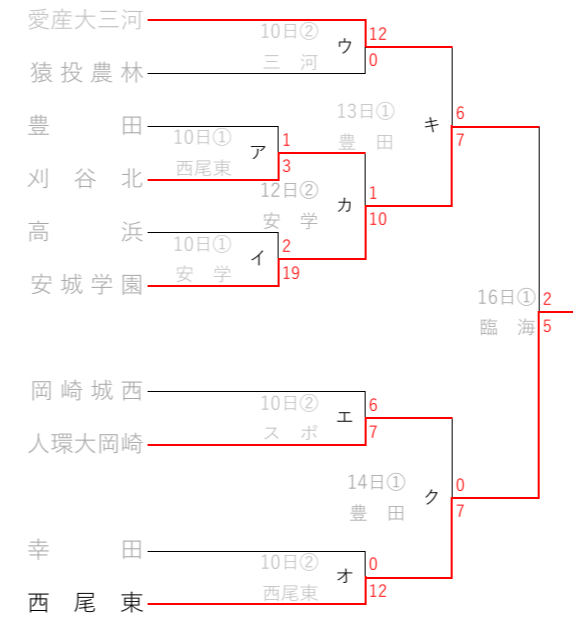 愛産大三河
10日②
ウ
12
三 河
0
猿投農林
13日①
キ
6
豊 田
7
豊 田
10日①
ア
1
西尾東
3
刈谷北
12日②
カ
1
安 学
10
高 浜
10日①
イ
2
安 学
19
安城学園
16日①
2
臨 海
5
岡崎城西
10日②
エ
6
ス ポ
7
人環大岡崎
14日①
ク
0
豊 田
7
幸 田
10日②
オ
0
西尾東
12
西尾東